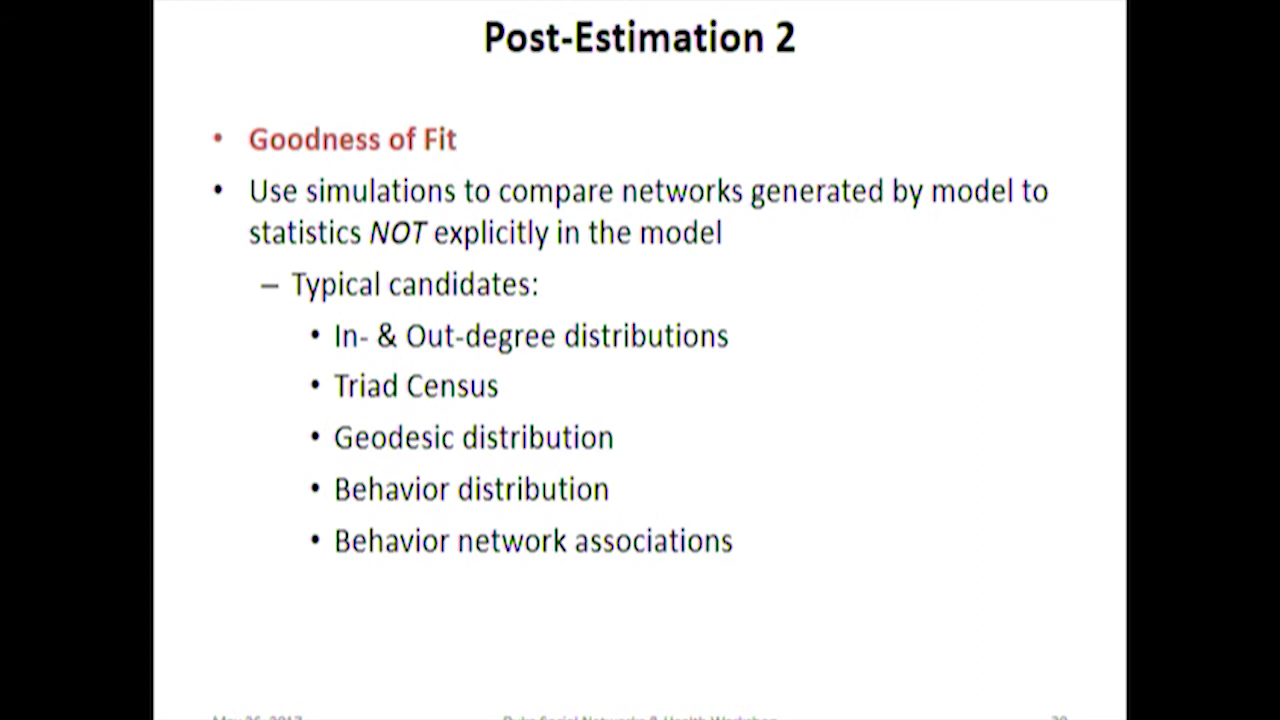 Post-Estimation 2
• Goodness of Fit
• Use simulations to compare networks generated by model to
statistics NOT explicitly in the model
– Typical candidates:
• In- & Out-degree distributions
• Triad Census
• Geodesic distribution
• Behavior distribution
• Behavior network associations